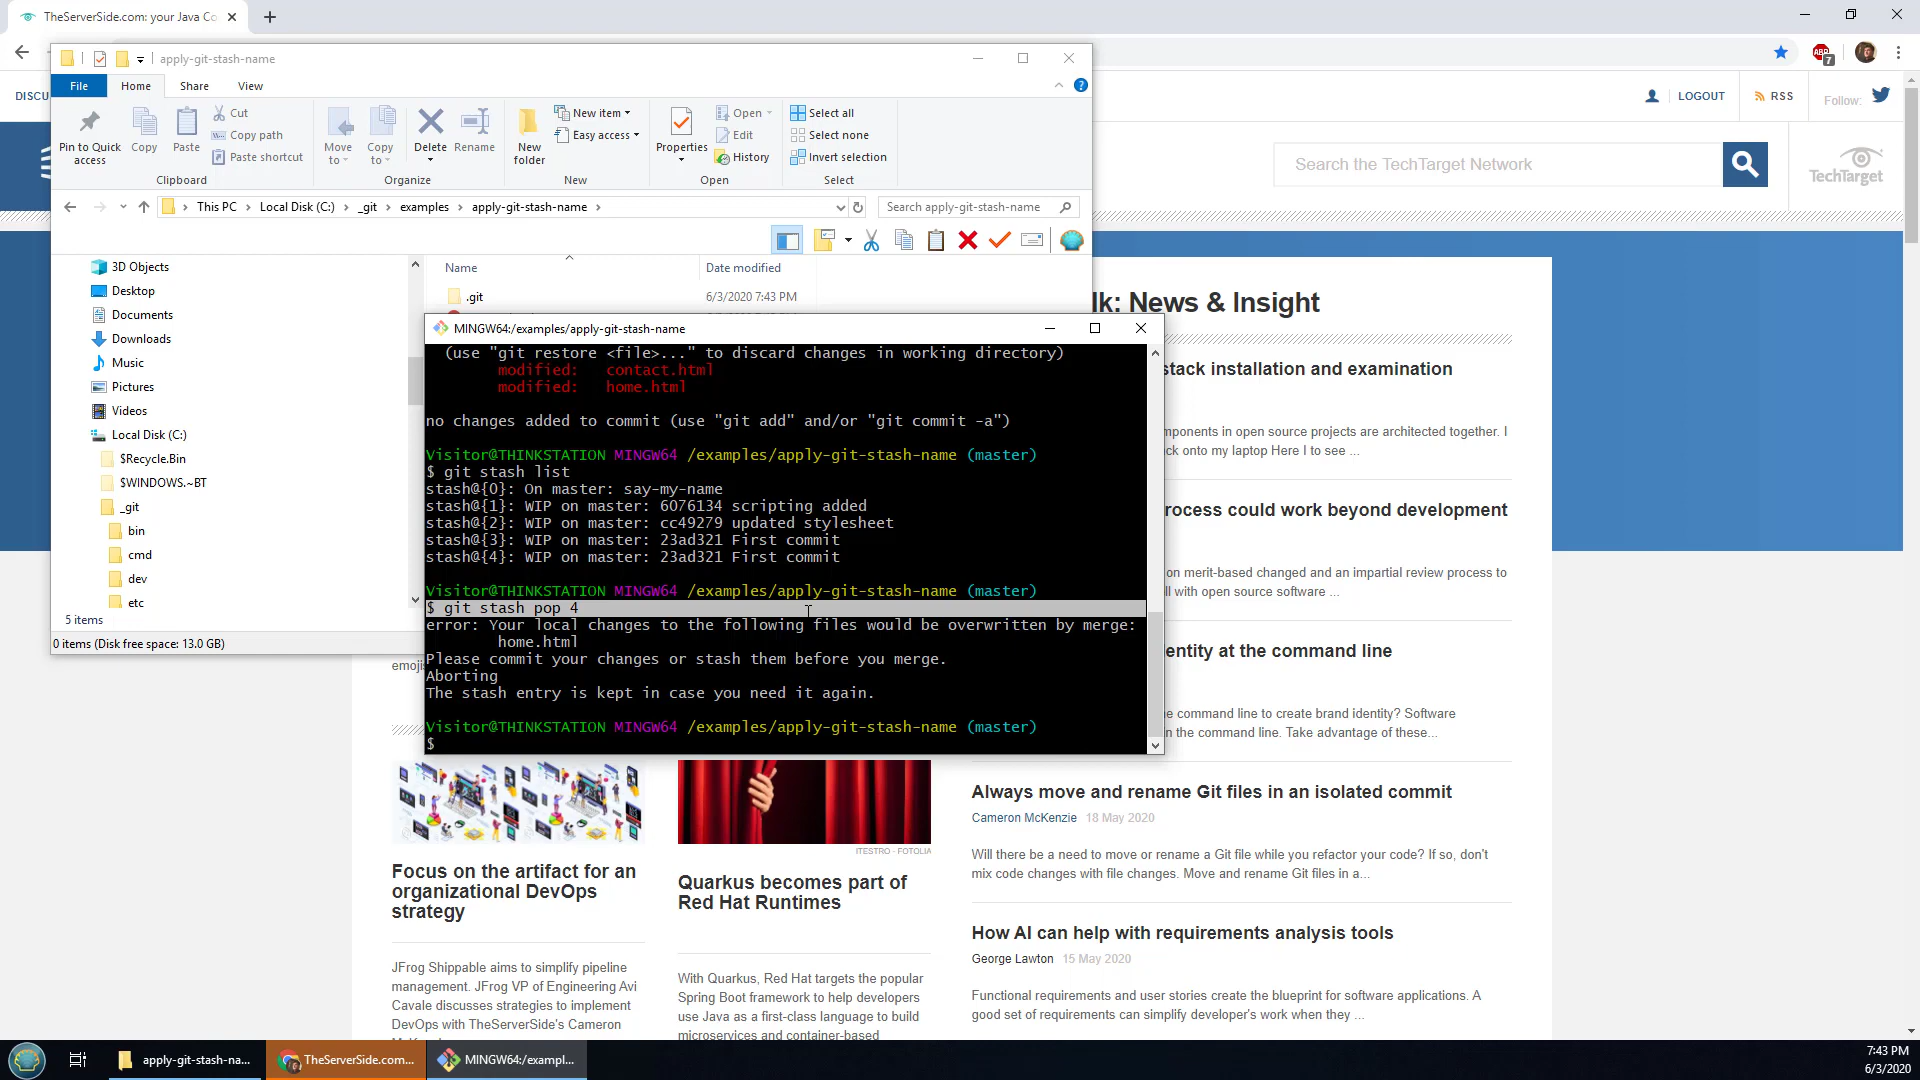 TheServerSide.com: your Java Co
apply-git-stash-name
File
Home
Share
View
DISCU
LOGOUT
RSS
Follow:
Pin to Quick access
Copy
Paste
Cut
Copy path
Paste shortcut
Clipboard
Move to
Copy to
Delete
Rename
Organize
New folder
New item
Easy access
New
Properties
Open
Edit
History
Open
Select all
Select none
Invert selection
Select
Search the TechTarget Network
TechTarget
This PC
Local Disk (C:)
_git
examples
apply-git-stash-name
Search apply-git-stash-name
3D Objects
Desktop
Documents
Downloads
Music
Pictures
Videos
Local Disk (C:)
$Recycle.Bin
$WINDOWS.~BT
_git
bin
cmd
dev
etc
Name
Date modified
.git
6/3/2020 7:43 PM
5 items
0 items (Disk free space: 13.0 GB)
MINGW64:/examples/apply-git-stash-name
(use "git restore <file>..." to discard changes in working directory)
modified: contact.html
modified: home.html
no changes added to commit (use "git add" and/or "git commit -a")
Visitor@THINKSTATION MINGW64 /examples/apply-git-stash-name (master)
$ git stash list
stash@{0}: On master: say-my-name
stash@{1}: WIP on master: 6076134 scripting added
stash@{2}: WIP on master: cc49279 updated stylesheet
stash@{3}: WIP on master: 23ad321 First commit
stash@{4}: WIP on master: 23ad321 First commit
Visitor@THINKSTATION MINGW64 /examples/apply-git-stash-name (master)
$ git stash pop 4
error: Your local changes to the following files would be overwritten by merge:
home.html
Please commit your changes or stash them before you merge.
Aborting
The stash entry is kept in case you need it again.
Visitor@THINKSTATION MINGW64 /examples/apply-git-stash-name (master)
$
lk: News & Insight
stack installation and examination
mponents in open source projects are architected together. I
ck onto my laptop Here I to see ...
rocess could work beyond development
on merit-based changed and an impartial review process to
ll with open source software ...
entity at the command line
e command line to create brand identity? Software
n the command line. Take advantage of these...
emojis
ITESTRO - FOTOLIA
Focus on the artifact for an
organizational DevOps
strategy
JFrog Shippable aims to simplify pipeline
management. JFrog VP of Engineering Avi
Cavale discusses strategies to implement
DevOps with TheServerSide's Cameron
Quarkus becomes part of
Red Hat Runtimes
With Quarkus, Red Hat targets the popular
Spring Boot framework to help developers
use Java as a first-class language to build
microservices and container-based
Always move and rename Git files in an isolated commit
Cameron McKenzie 18 May 2020
Will there be a need to move or rename a Git file while you refactor your code? If so, don't
mix code changes with file changes. Move and rename Git files in a...
How AI can help with requirements analysis tools
George Lawton 15 May 2020
Functional requirements and user stories create the blueprint for software applications. A
good set of requirements can simplify developer's work when they ...
apply-git-stash-na...
TheServerSide.com...
MINGW64:/exampl...
7:43 PM
6/3/2020